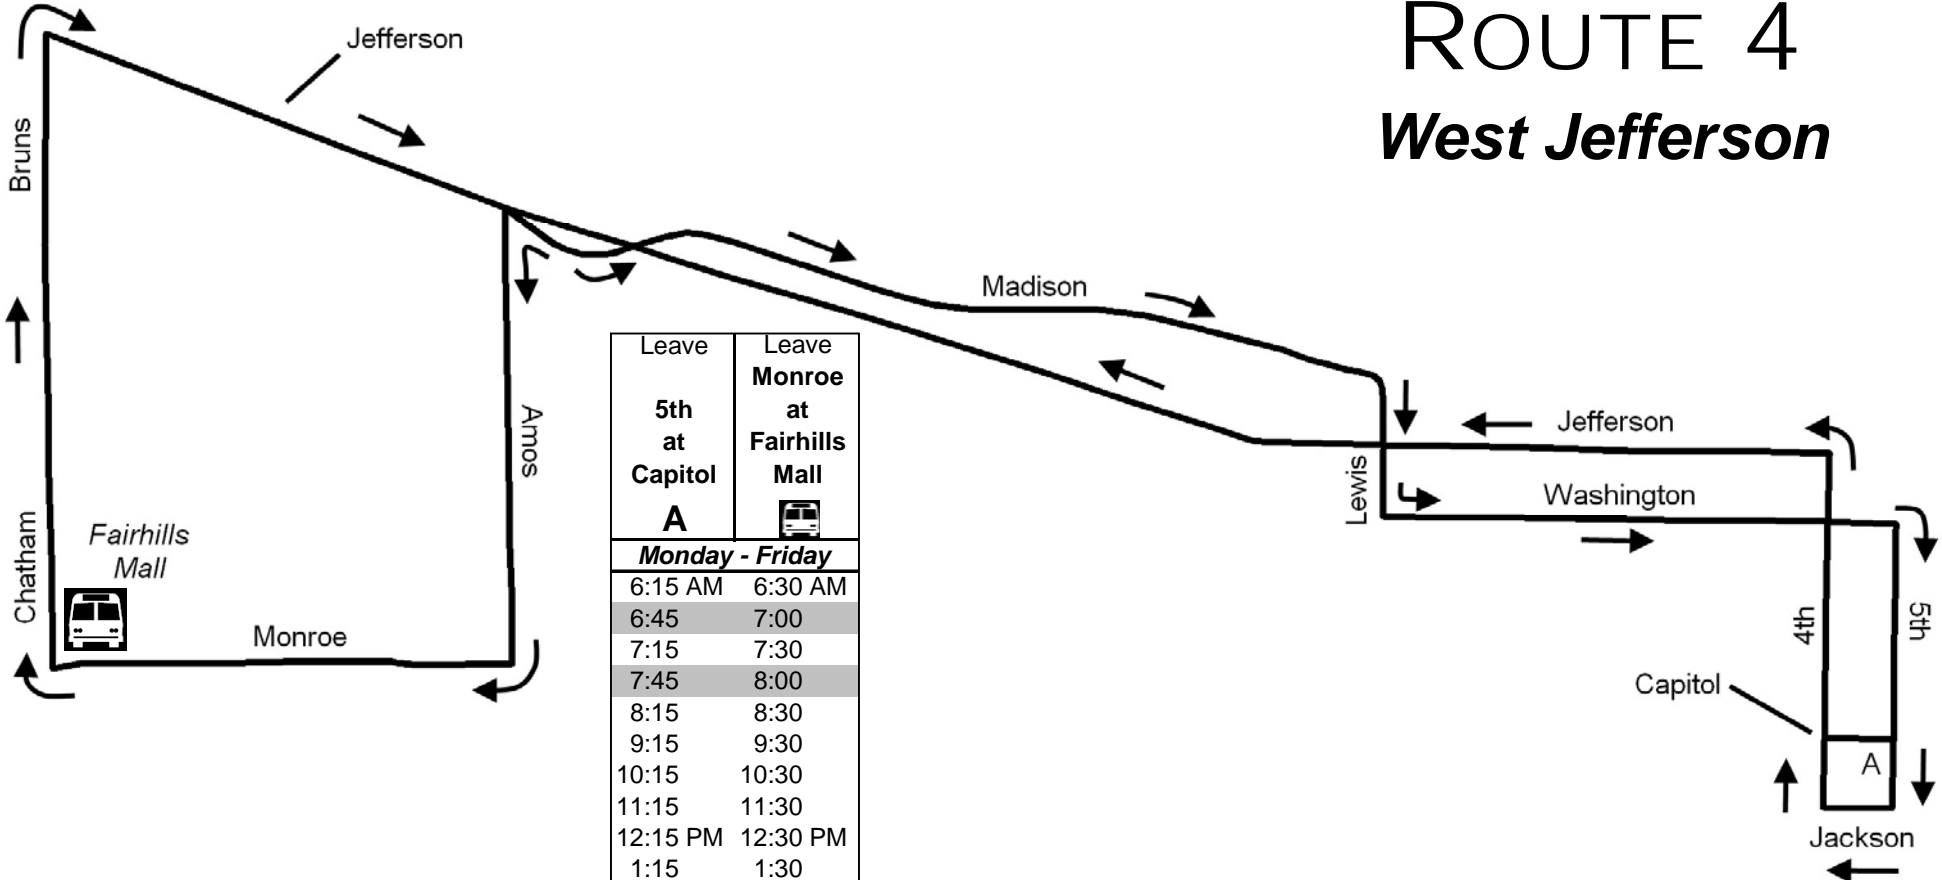 ROUTE 4
West Jefferson
Jefferson
Bruns
Madison
Amos
Jefferson
Lewis
Washington
Chatham
Fairhills
Mall
Monroe
4th
5th
Capitol
A
Jackson
Leave Leave
Monroe
5th at
at Fairhills
Capitol Mall
A
Monday - Friday
6:15 AM 6:30 AM
6:45 7:00
7:15 7:30
7:45 8:00
8:15 8:30
9:15 9:30
10:15 10:30
11:15 11:30
12:15 PM 12:30 PM
1:15 1:30